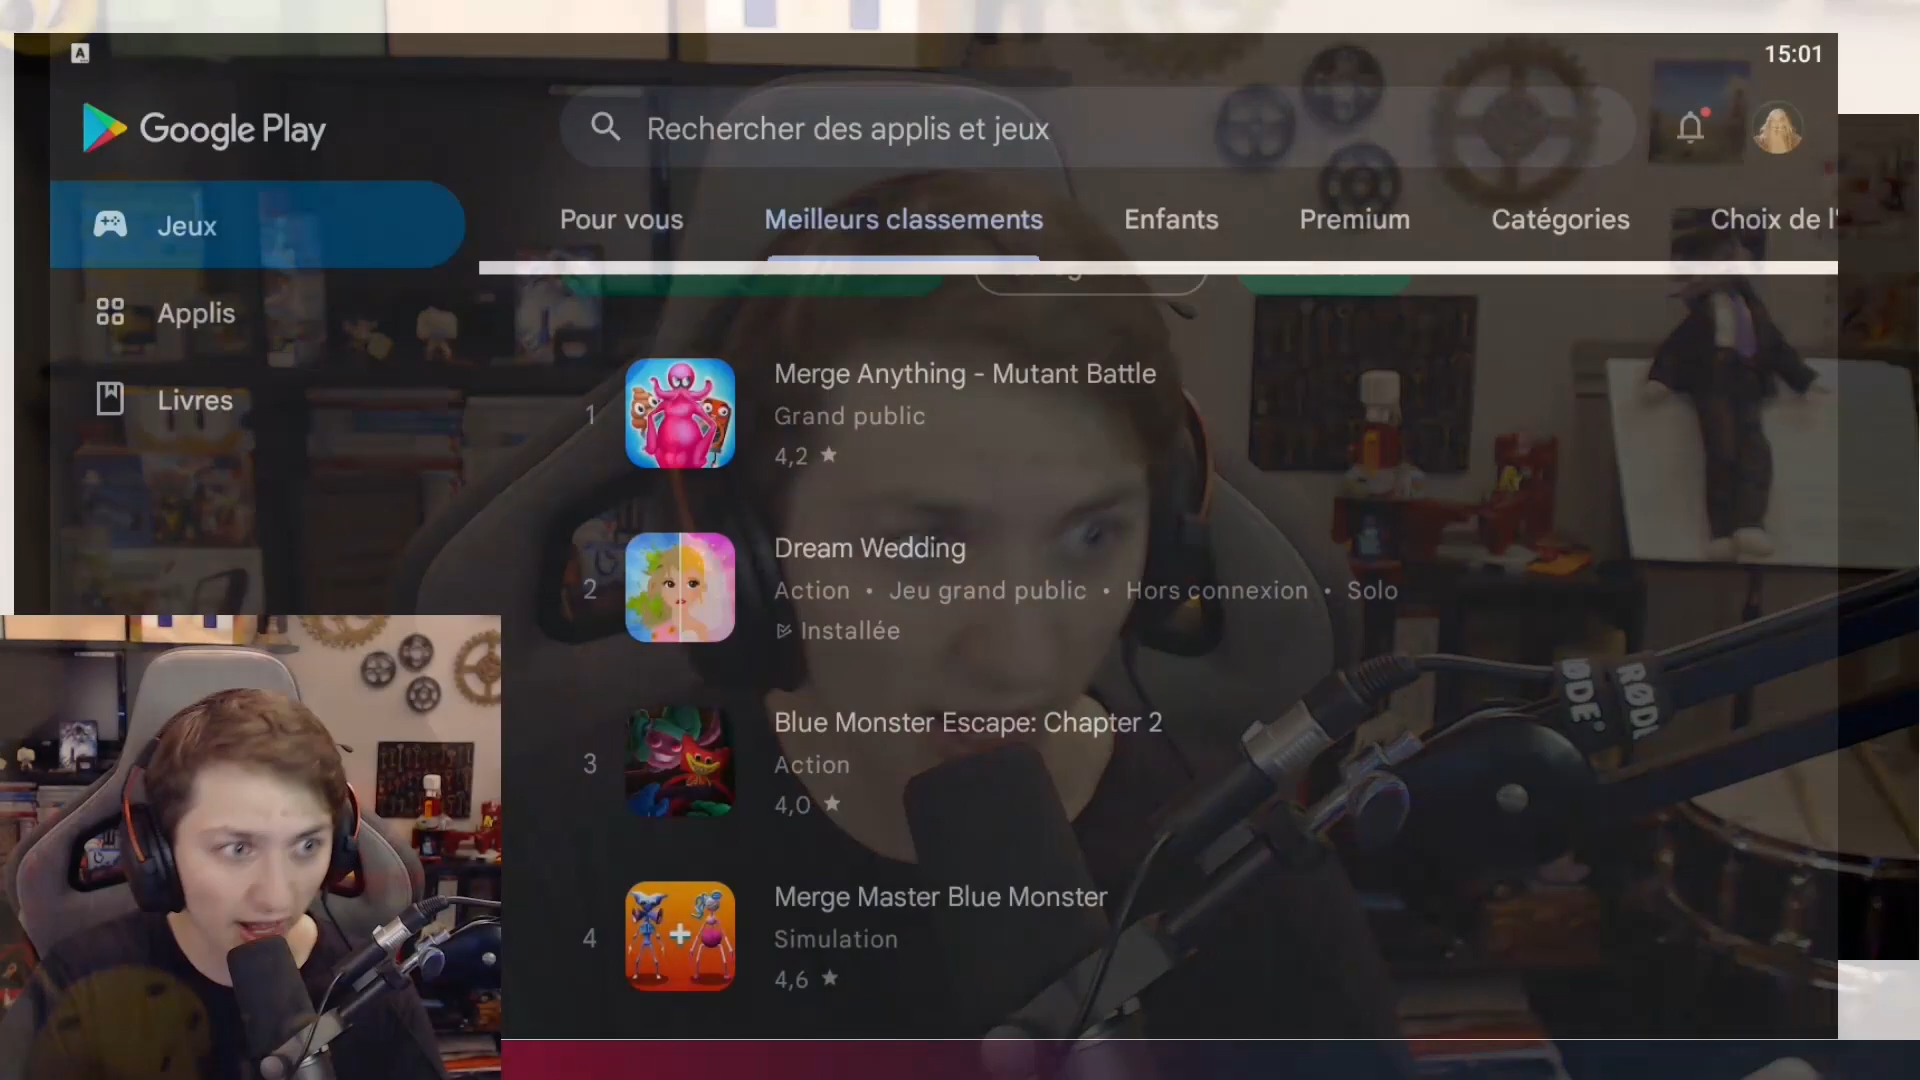 15:01
Google Play
Rechercher des applis et jeux
Jeux
Applis
Livres
Pour vous
Meilleurs classements
Enfants
Premium
Catégories
Choix de l'
1
Merge Anything - Mutant Battle
Grand public
4,2 ★
2
Dream Wedding
Action • Jeu grand public • Hors connexion • Solo
Installée
3
Blue Monster Escape: Chapter 2
Action
4,0 ★
4
Merge Master Blue Monster
Simulation
4,6 ★
RØDE